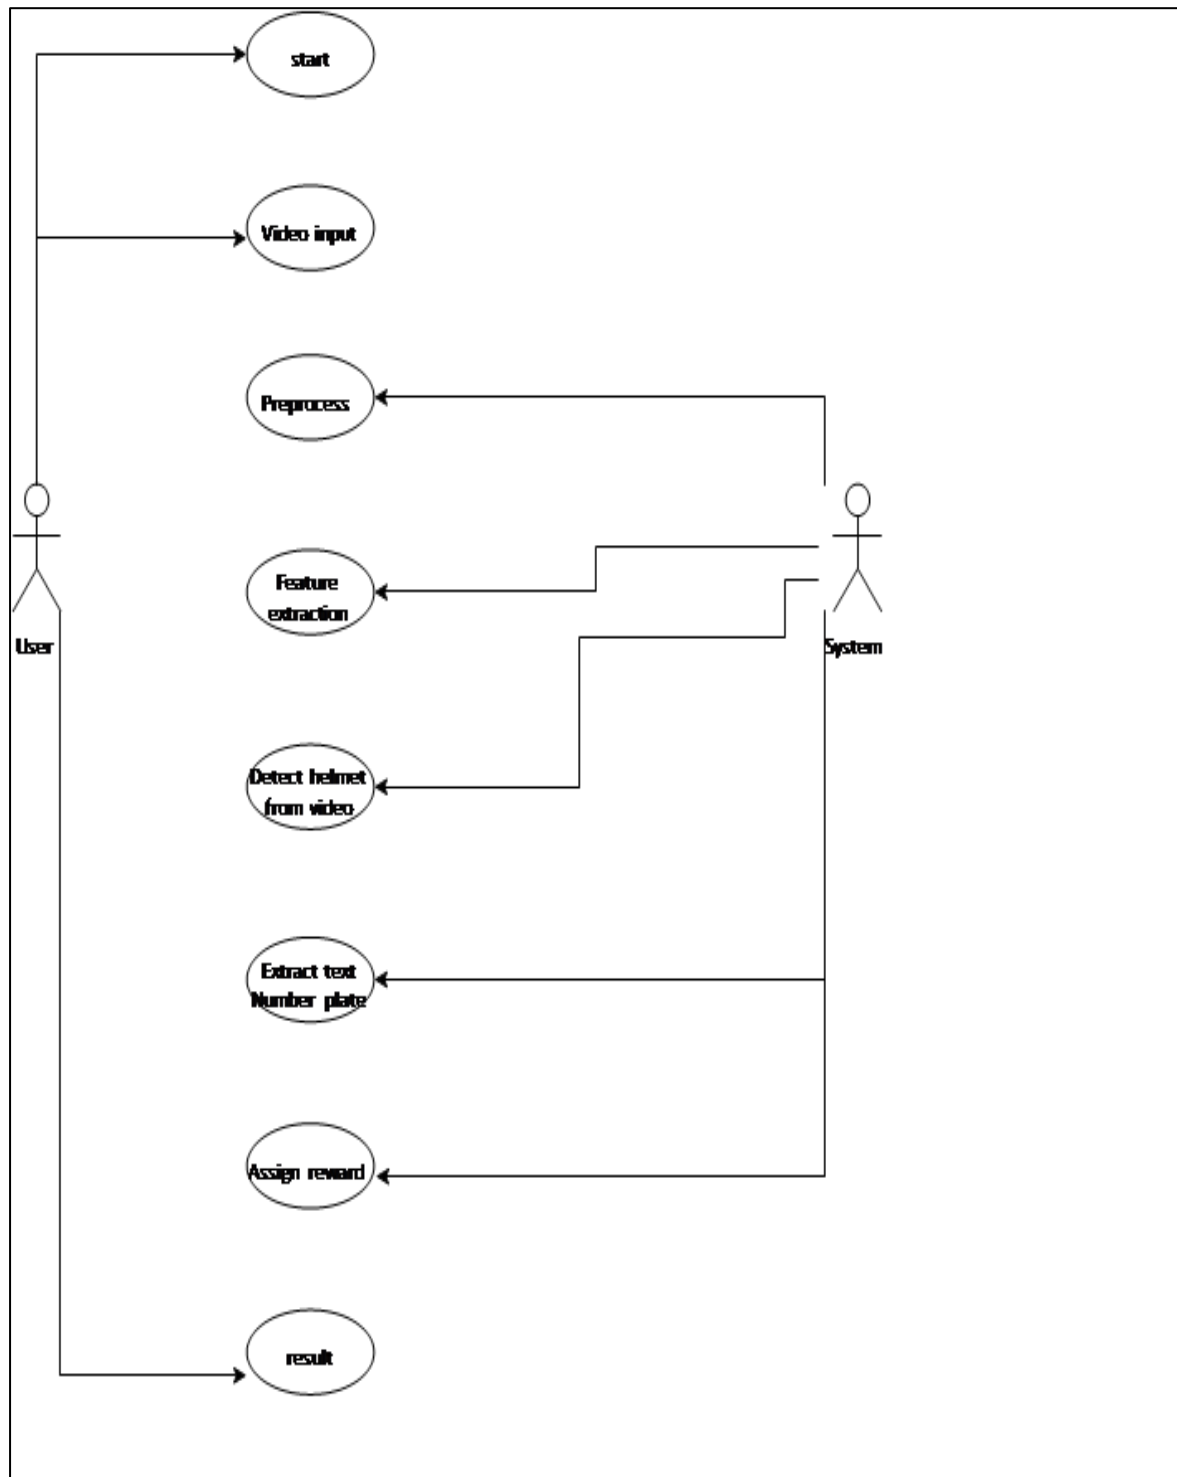 start
Video input
Preprocess
Feature
extraction
User
System
Detect helmet
from video
Extract text
Number plate
Assign reward
result